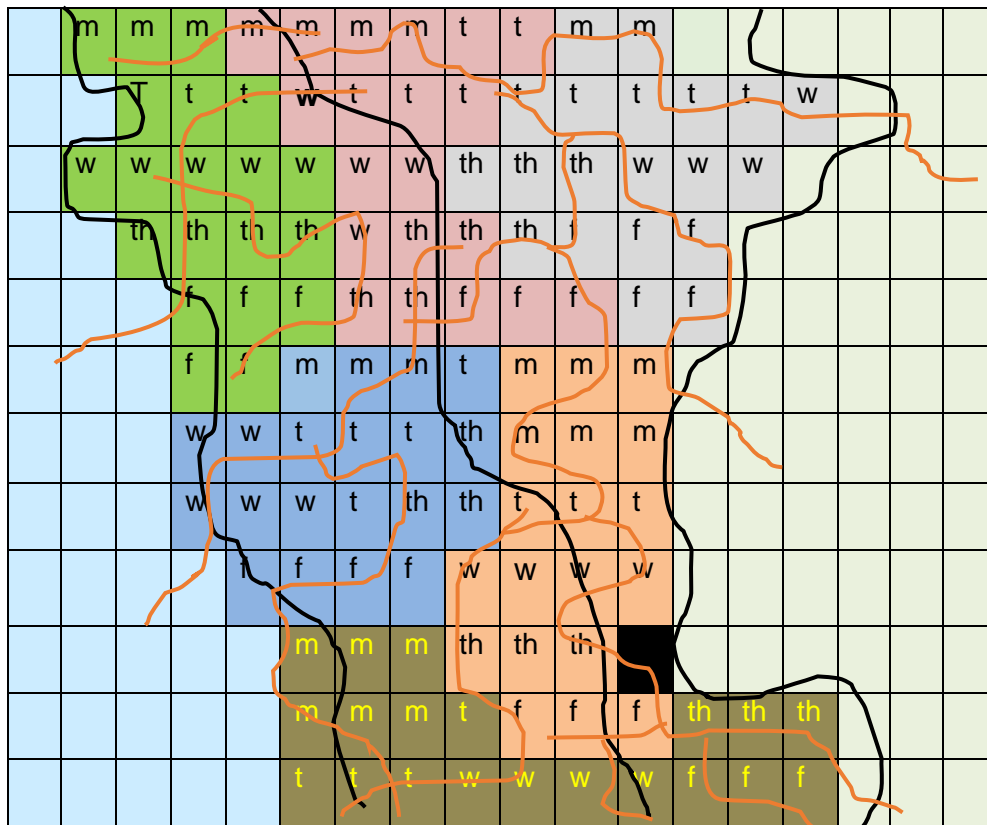 m m m m m m m t t m m
T t t w t t t t t t t t w
w w w w w w w th th th w w w
th th th th w th th th f f f
f f f th th f f f f f
f f m m m t m m m
w w t t t th m m m
w w w t th th t t t
f f f f w w w w
m m m th th th
m m m t f f f th th th
t t t w w w w f f f